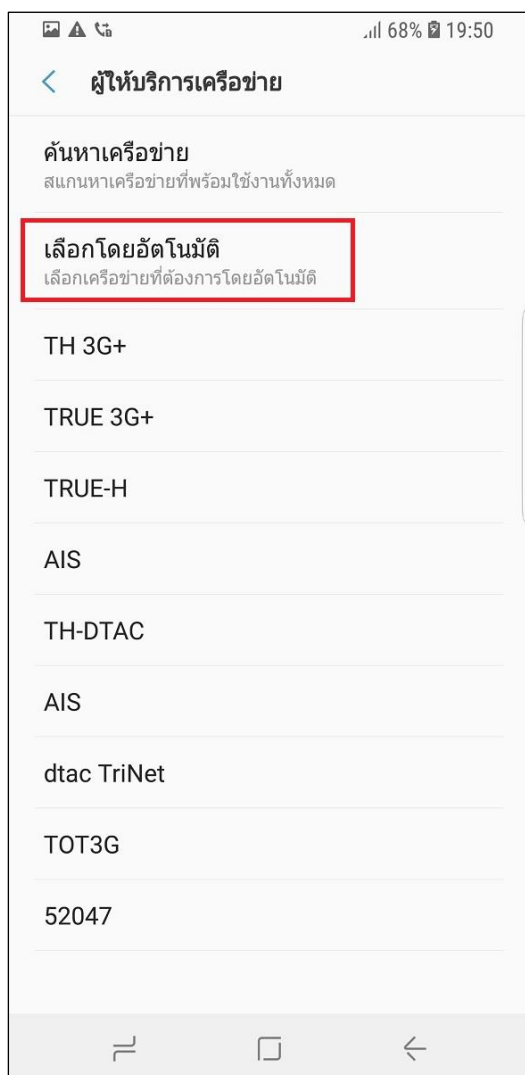 68% 19:50
ผู้ให้บริการเครือข่าย
ค้นหาเครือข่าย
สแกนหาเครือข่ายที่พร้อมใช้งานทั้งหมด
เลือกโดยอัตโนมัติ
เลือกเครือข่ายที่ต้องการโดยอัตโนมัติ
TH 3G+
TRUE 3G+
TRUE-H
AIS
TH-DTAC
AIS
dtac TriNet
TOT3G
52047